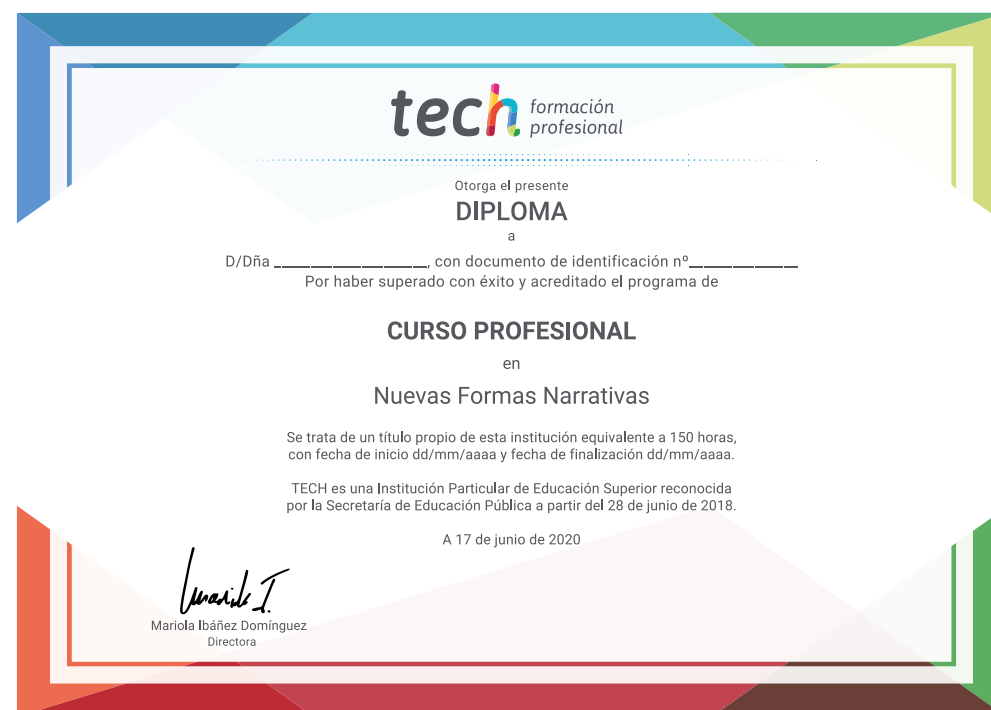 tech formación
profesional
Otorga el presente
DIPLOMA
a
D/Dña ____________________, con documento de identificación nº______________
Por haber superado con éxito y acreditado el programa de
CURSO PROFESIONAL
en
Nuevas Formas Narrativas
Se trata de un título propio de esta institución equivalente a 150 horas,
con fecha de inicio dd/mm/aaaa y fecha de finalización dd/mm/aaaa.
TECH es una Institución Particular de Educación Superior reconocida
por la Secretaría de Educación Pública a partir del 28 de junio de 2018.
A 17 de junio de 2020
Mariola Ibáñez Domínguez
Directora